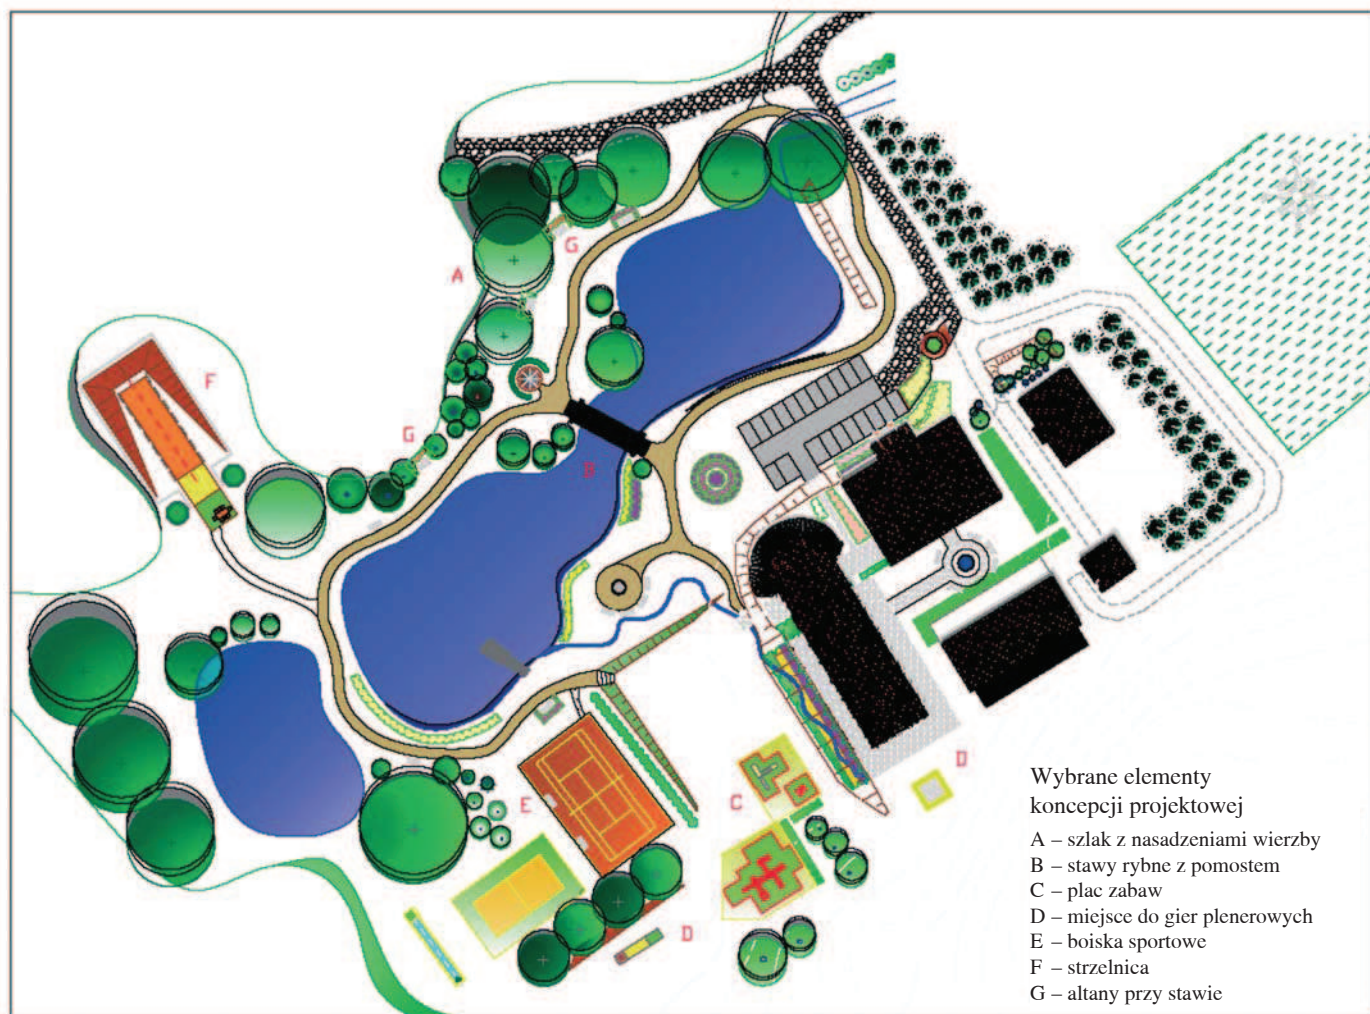 G
A
F
G
B
E
C
D
D
Wybrane elementy
koncepcji projektowej
A – szlak z nasadzeniami wierzby
B – stawy rybne z pomostem
C – plac zabaw
D – miejsce do gier plenerowych
E – boiska sportowe
F – strzelnica
G – altany przy stawie